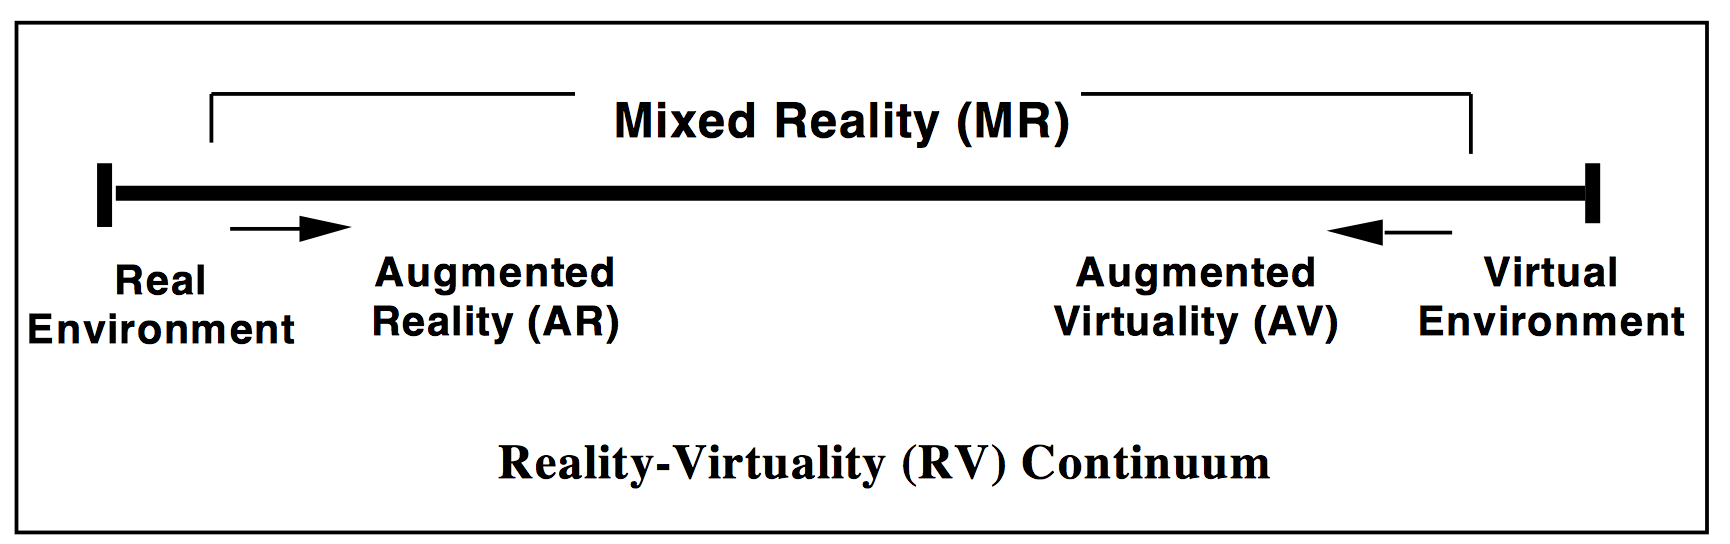 Mixed Reality (MR)
Real
Environment
Augmented
Reality (AR)
Augmented
Virtuality (AV)
Virtual
Environment
Reality-Virtuality (RV) Continuum